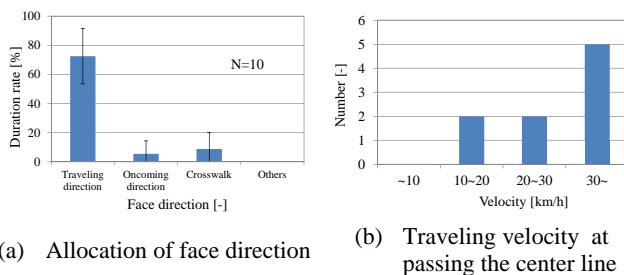 100
80
60
40
20
0
Duration rate [%]
N=10
Traveling
direction
Oncoming
direction
Crosswalk
Others
Face direction [-]
(a) Allocation of face direction
6
5
4
3
2
1
0
Number [-]
~10
10~20
20~30
30~
Velocity [km/h]
(b) Traveling velocity at
passing the center line